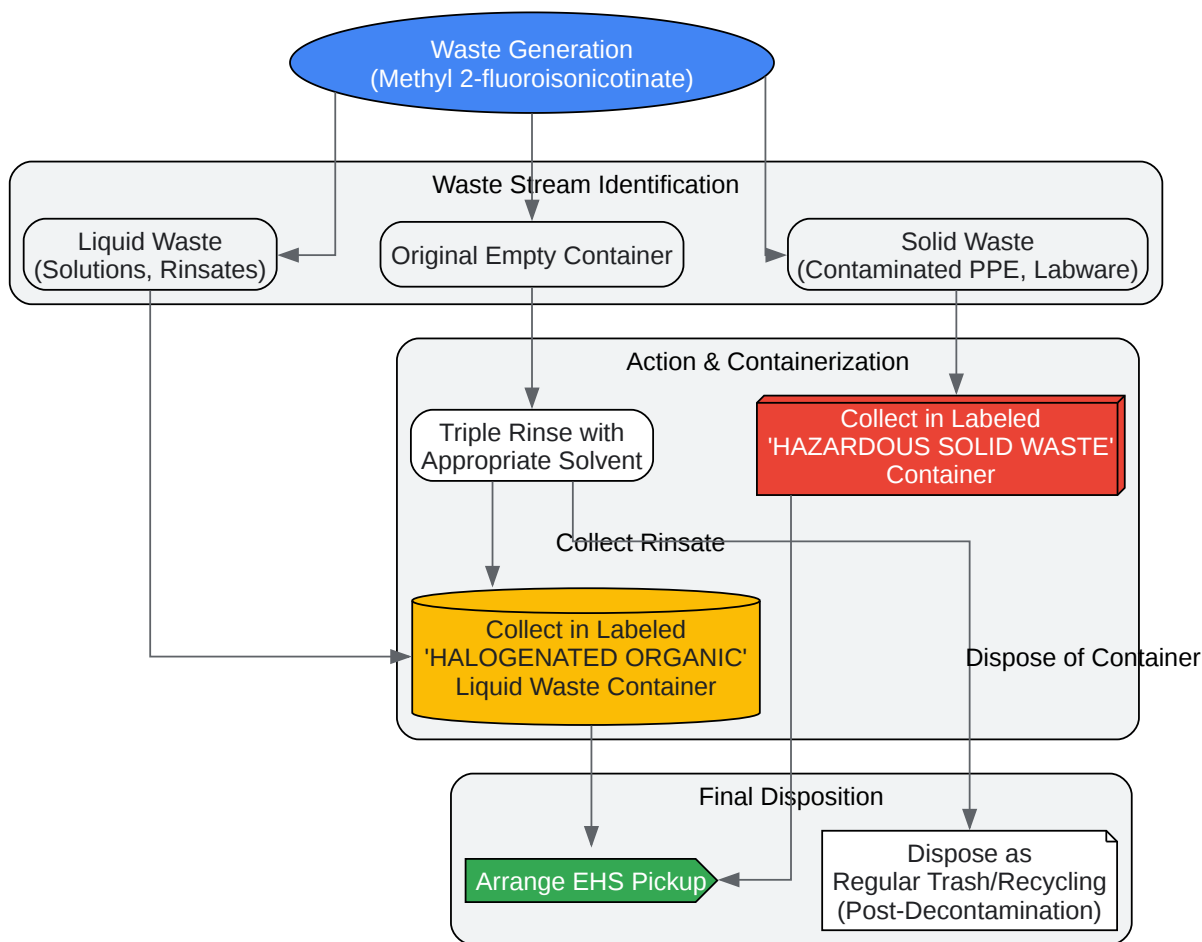 Waste Generation
(Methyl 2-fluoroisonicotinate)
Waste Stream Identification
Liquid Waste
(Solutions, Rinsates)
Original Empty Container
Solid Waste
(Contaminated PPE, Labware)
Action & Containerization
Triple Rinse with
Appropriate Solvent
Collect in Labeled
'HAZARDOUS SOLID WASTE'
Container
Collect Rinsate
Collect in Labeled
'HALOGENATED ORGANIC'
Liquid Waste Container
Dispose of Container
Final Disposition
Arrange EHS Pickup
Dispose as
Regular Trash/Recycling
(Post-Decontamination)